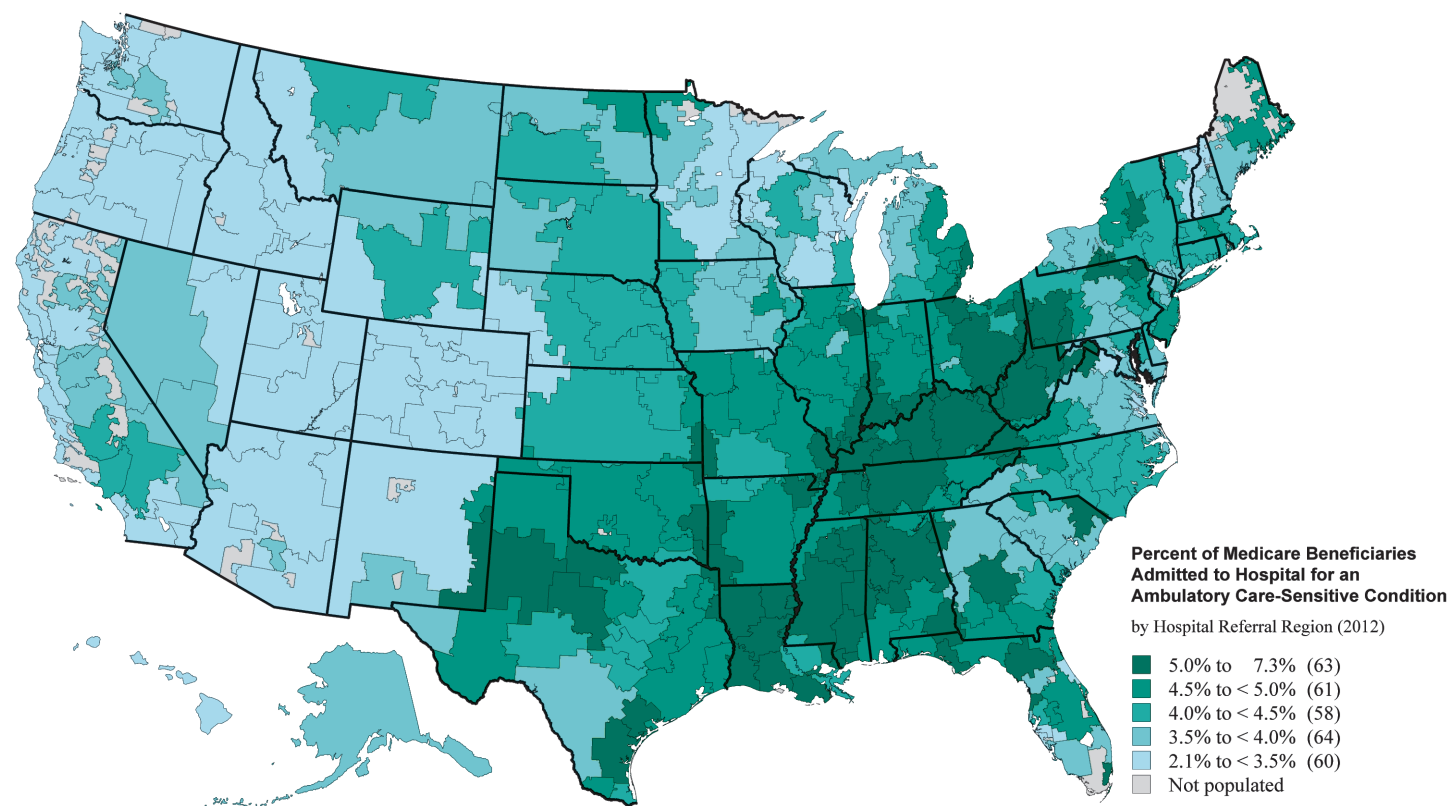 Percent of Medicare Beneficiaries
Admitted to Hospital for an
Ambulatory Care-Sensitive Condition
by Hospital Referral Region (2012)
5.0% to 7.3% (63)
4.5% to < 5.0% (61)
4.0% to < 4.5% (58)
3.5% to < 4.0% (64)
2.1% to < 3.5% (60)
Not populated